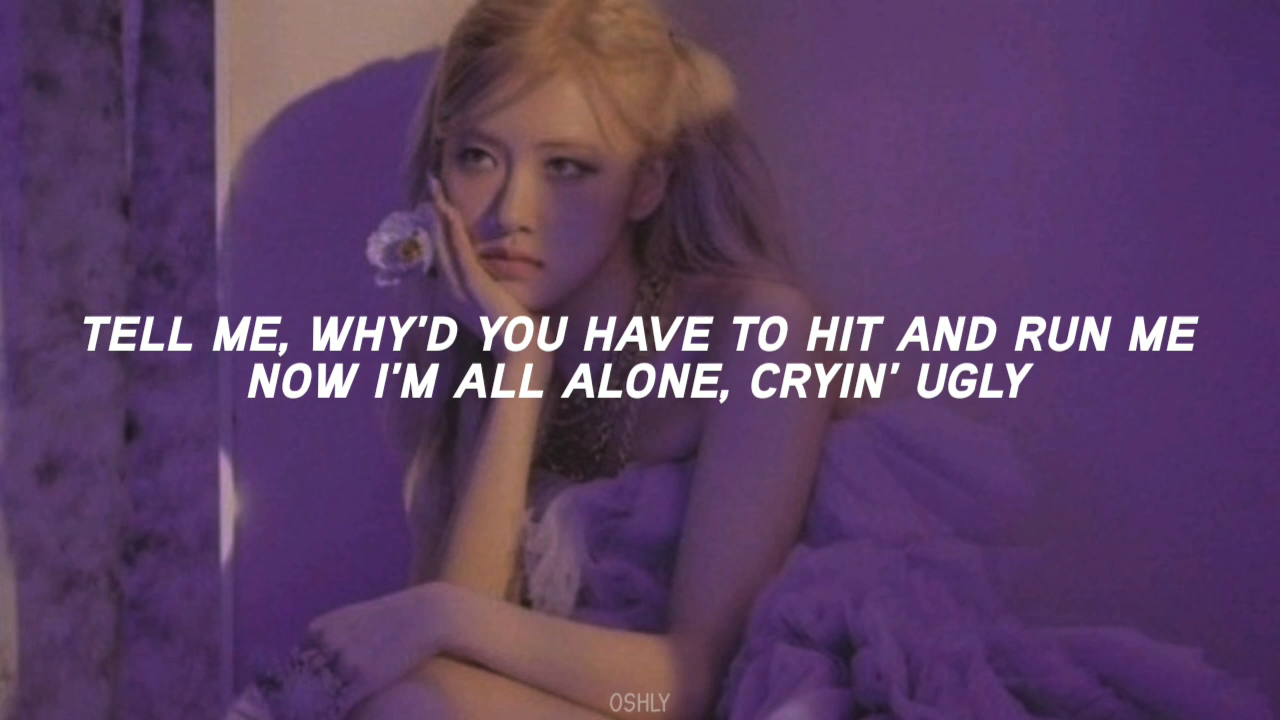 TELL ME, WHY'D YOU HAVE TO HIT AND RUN ME
NOW I'M ALL ALONE, CRYIN' UGLY
OSHLY